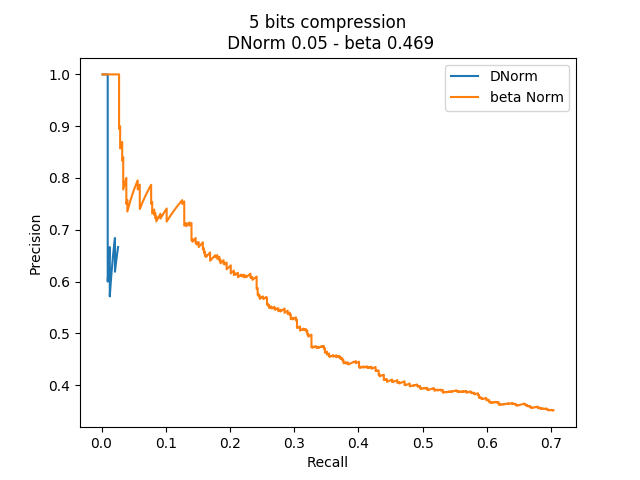 5 bits compression
DNorm 0.05 - beta 0.469
DNorm
beta Norm
Precision
1.0
0.9
0.8
0.7
0.6
0.5
0.4
0.0 0.1 0.2 0.3 0.4 0.5 0.6 0.7
Recall